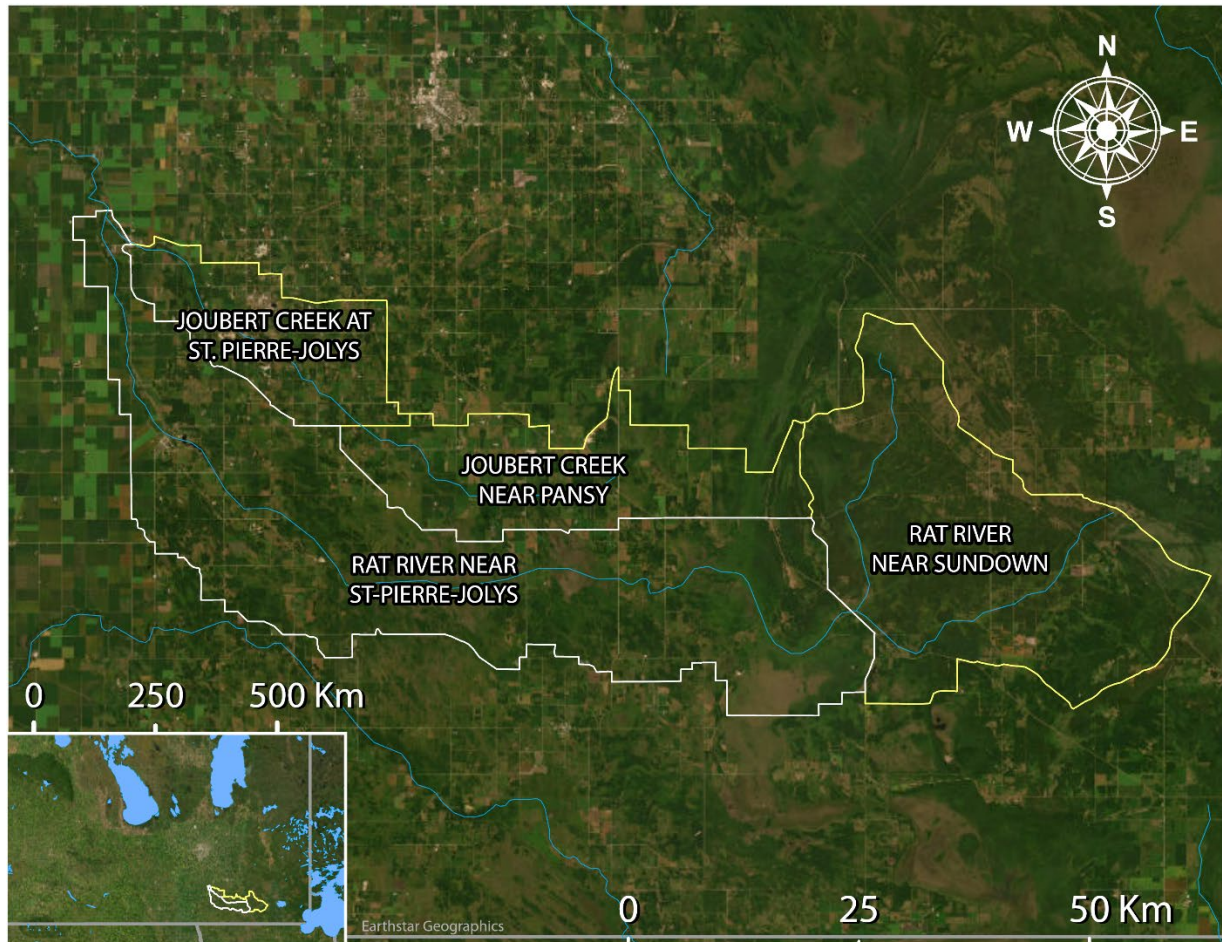 N
W
E
S
JOUBERT CREEK AT
ST. PIERRE-JOLYS
JOUBERT CREEK
NEAR PANSY
RAT RIVER
NEAR SUNDOWN
RAT RIVER NEAR
ST-PIERRE-JOLYS
0 250 500 Km
0 25 50 Km
Earthstar Geographics